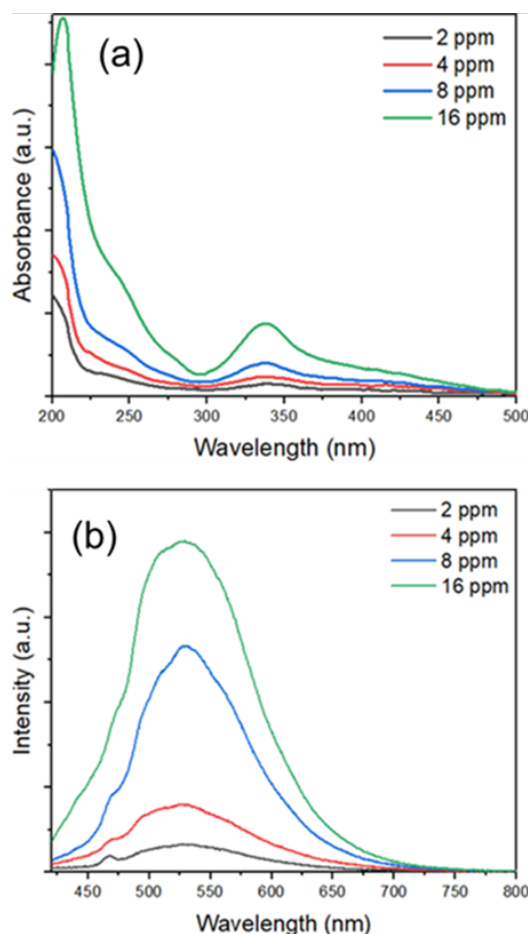 (a)
2 ppm
4 ppm
8 ppm
16 ppm
Absorbance (a.u.)
200 250 300 350 400 450 500
Wavelength (nm)
(b)
2 ppm
4 ppm
8 ppm
16 ppm
Intensity (a.u.)
450 500 550 600 650 700 750 800
Wavelength (nm)